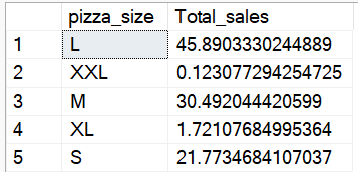 pizza_size Total_sales
1 L 45.8903330244889
2 XXL 0.123077294254725
3 M 30.492044420599
4 XL 1.72107684995364
5 S 21.7734684107037